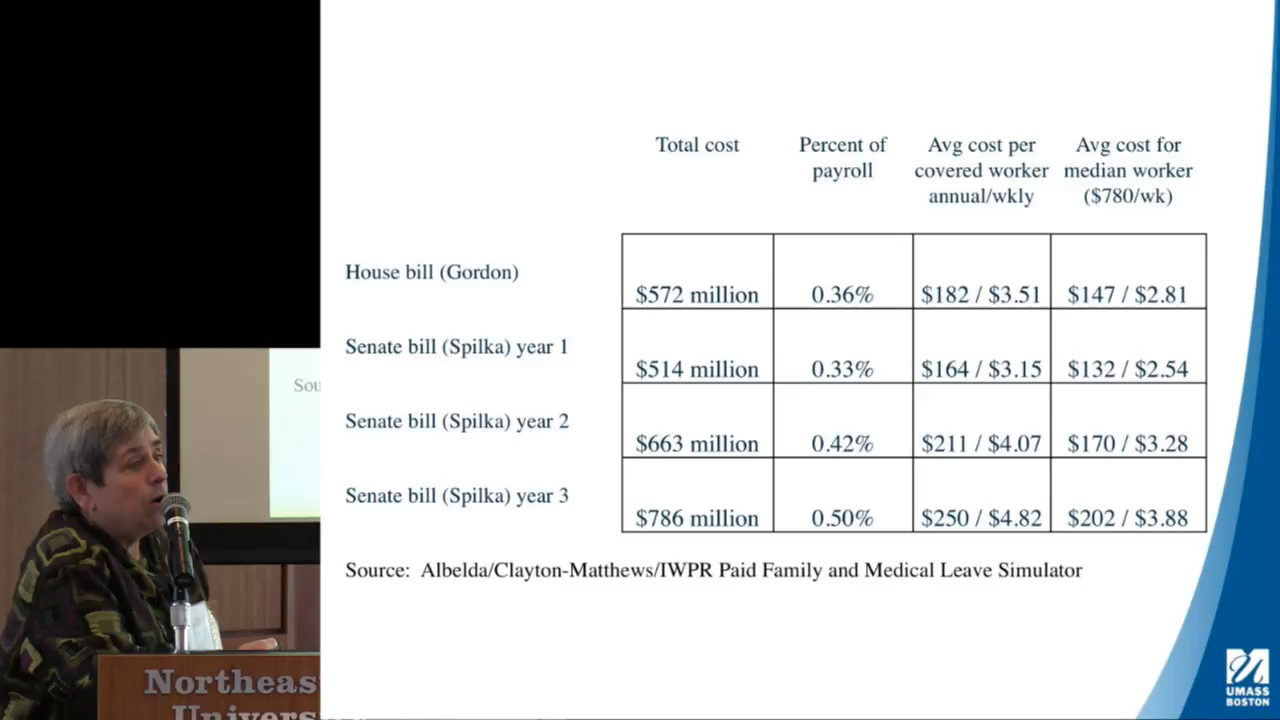 Total cost
Percent of payroll
Avg cost per covered worker annual/wkly
Avg cost for median worker ($780/wk)
House bill (Gordon)
$572 million
0.36%
$182 / $3.51
$147 / $2.81
Senate bill (Spilka) year 1
$514 million
0.33%
$164 / $3.15
$132 / $2.54
Senate bill (Spilka) year 2
$663 million
0.42%
$211 / $4.07
$170 / $3.28
Senate bill (Spilka) year 3
$786 million
0.50%
$250 / $4.82
$202 / $3.88
Source: Albelda/Clayton-Matthews/IWPR Paid Family and Medical Leave Simulator
Sou
Northeas
Univers
UMASS
BOSTON